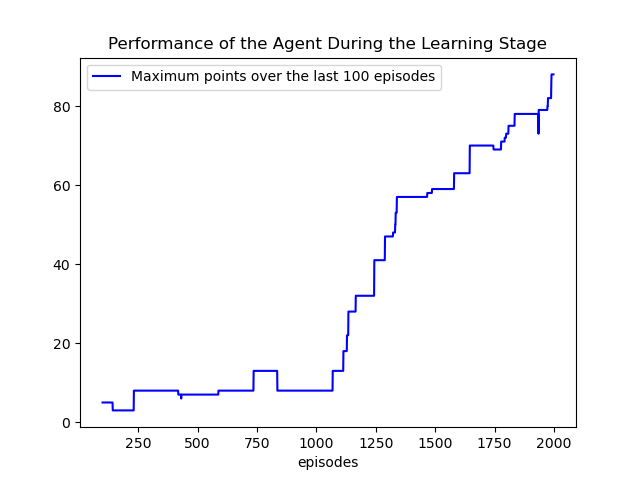 Performance of the Agent During the Learning Stage
Maximum points over the last 100 episodes
80
60
40
20
0
250 500 750 1000 1250 1500 1750 2000
episodes